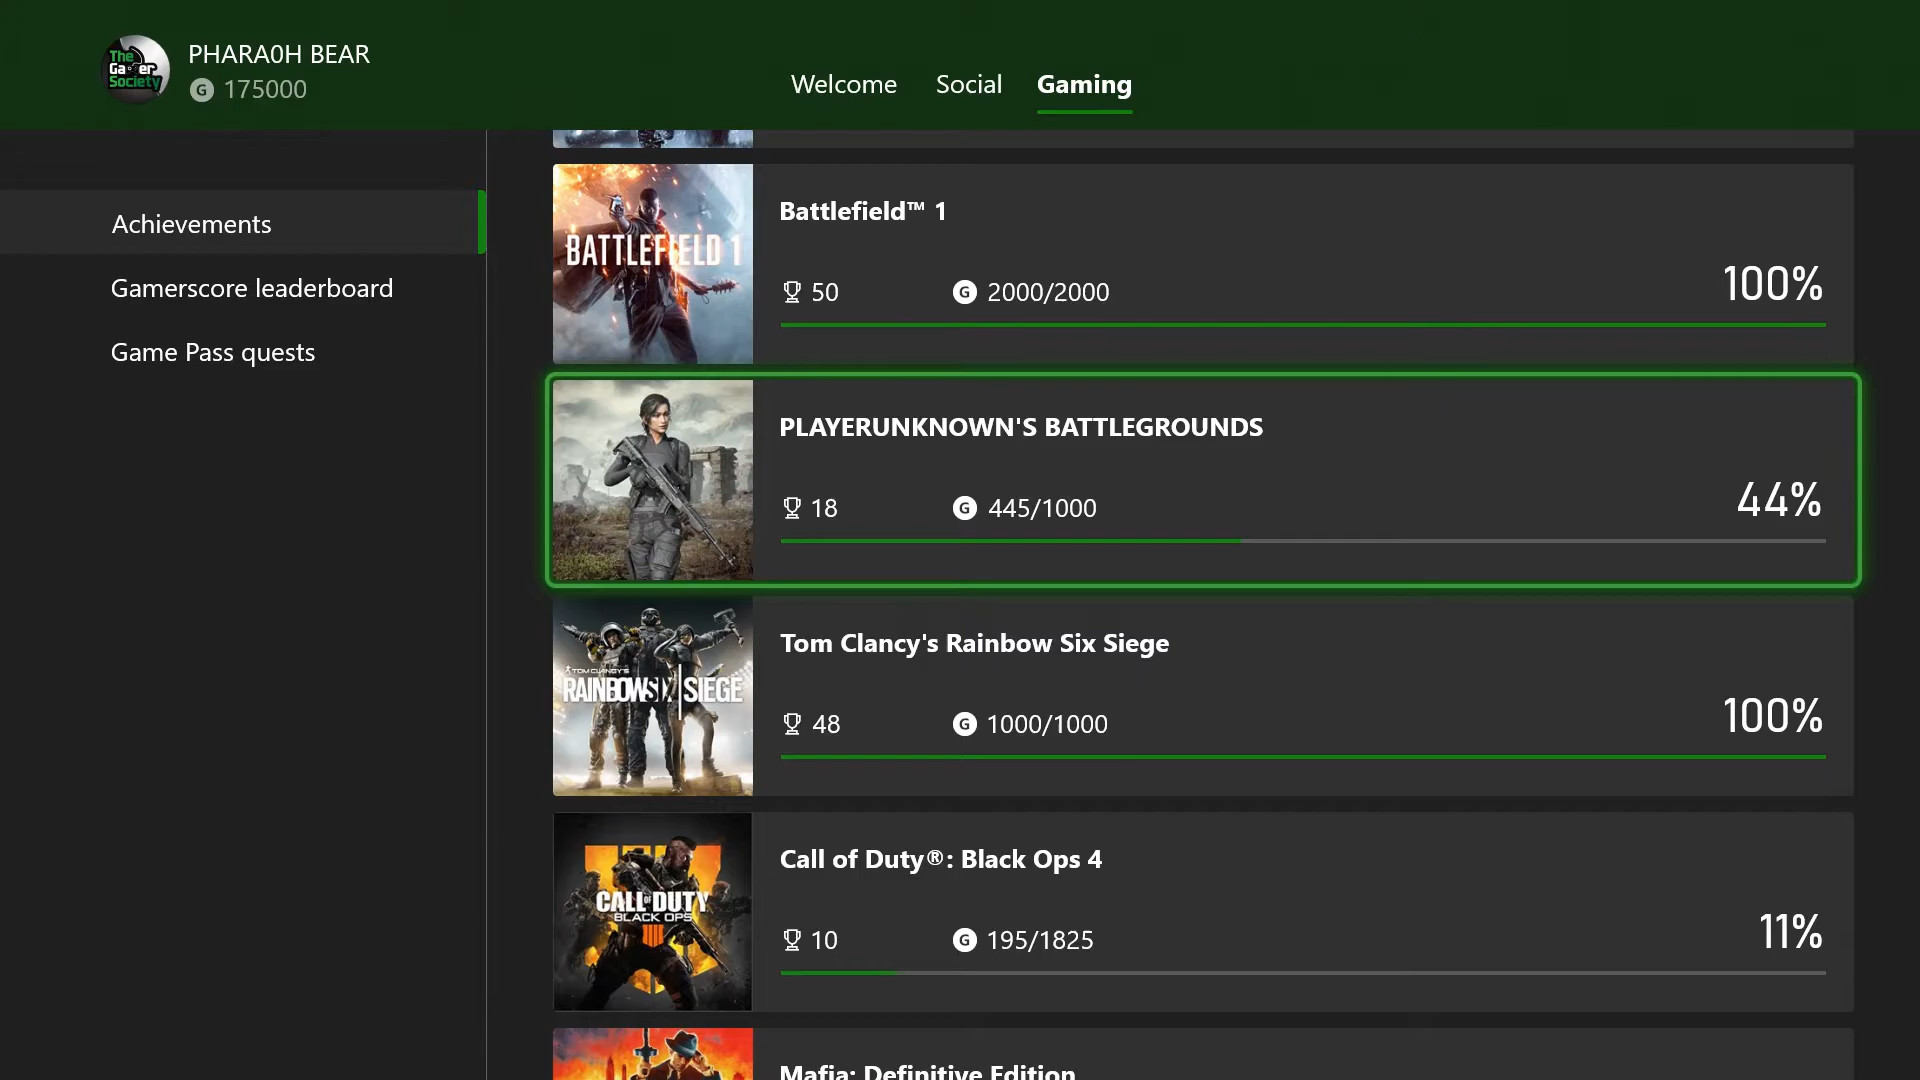 The
Gamer
Society
PHARA0H BEAR
G 175000
Welcome
Social
Gaming
Achievements
Gamerscore leaderboard
Game Pass quests
BATTLEFIELD 1
Battlefield™ 1
50
G 2000/2000
100%
PLAYERUNKNOWN'S BATTLEGROUNDS
18
G 445/1000
44%
TOM CLANCY'S
RAINBOW SIX | SIEGE
Tom Clancy's Rainbow Six Siege
48
G 1000/1000
100%
CALL OF DUTY
BLACK OPS
IIII
Call of Duty®: Black Ops 4
10
G 195/1825
11%
Mafia: Definitive Edition